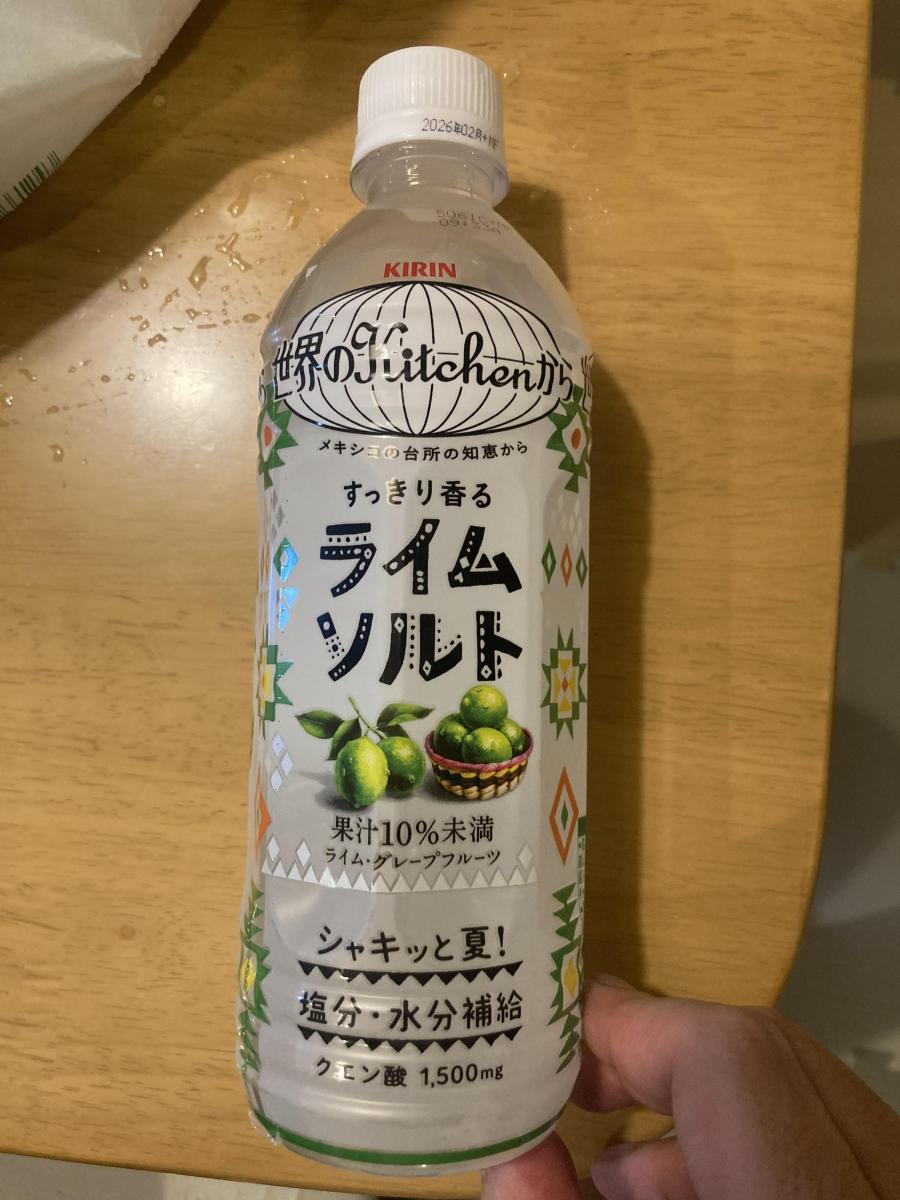 2026年02月+HF
KIRIN
世界のKitchenから
メキシコの台所の知恵から
すっきり香る
ライム
ソルト
果汁10%未満
ライム・グレープフルーツ
シャキッと夏!
塩分・水分補給
クエン酸 1,500mg